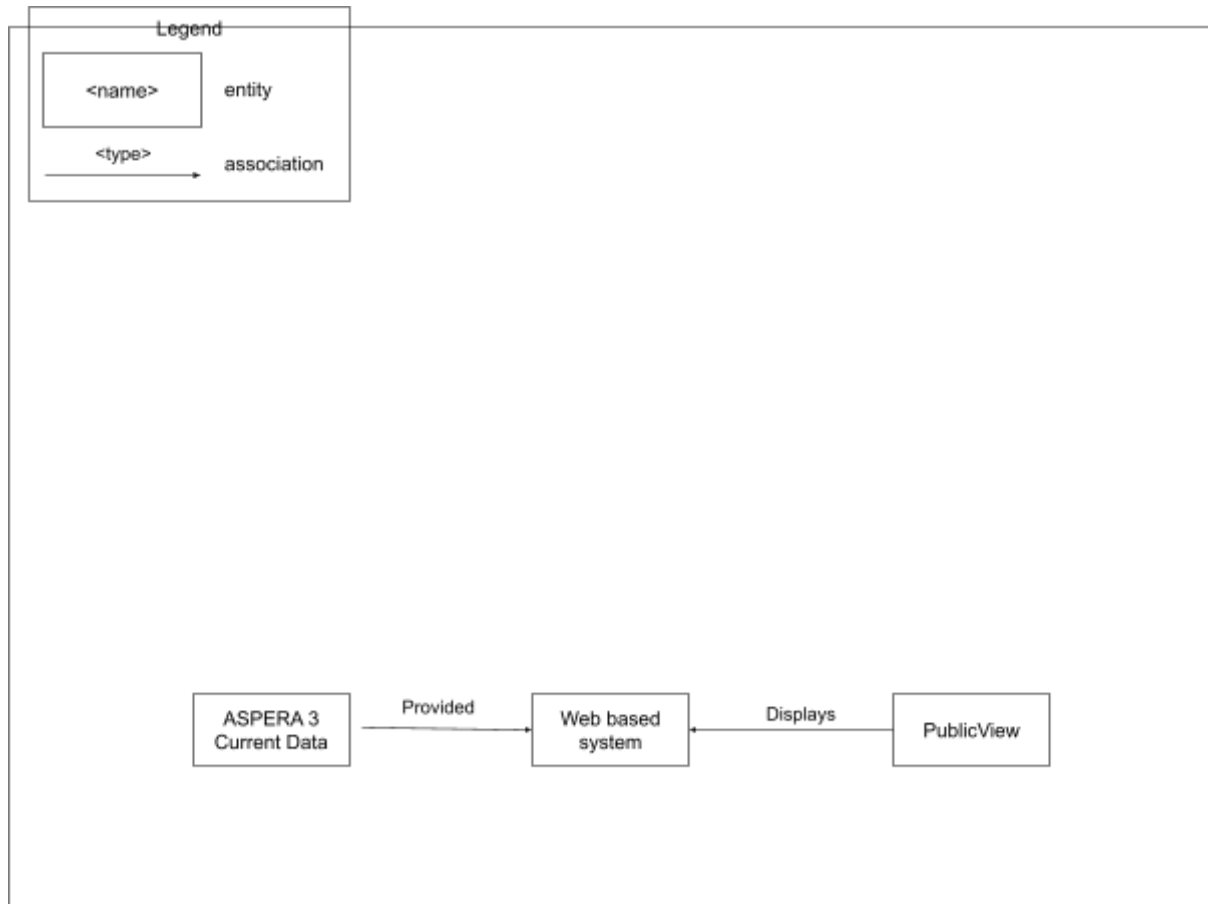 Legend
<name>
entity
<type>
association
ASPERA 3
Current Data
Provided
Web based
system
Displays
PublicView